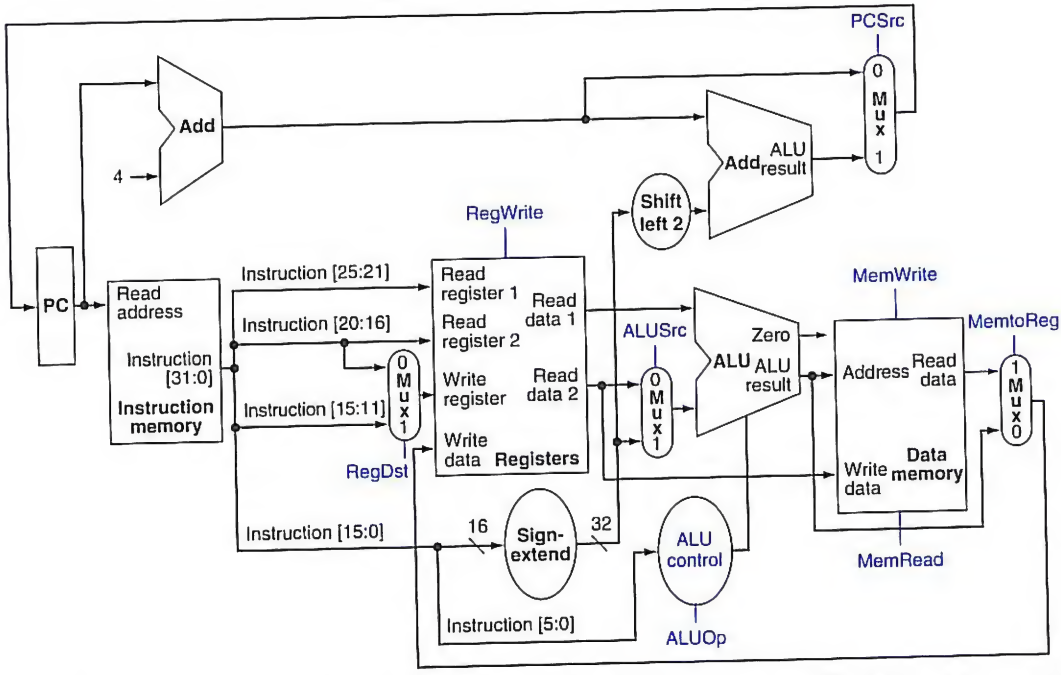 PCSrc
0
M
u
x
1
Add
4
Add ALU
result
Shift
left 2
RegWrite
PC
Read
address
Instruction
[31:0]
Instruction
memory
Instruction [25:21]
Instruction [20:16]
Instruction [15:11]
0
M
u
x
1
RegDst
Read
register 1
Read
register 2
Write
register
Write
data
Read
data 1
Read
data 2
Registers
ALUSrc
0
M
u
x
1
Zero
ALU ALU
result
MemWrite
Address
Read
data
Write
data
Data
memory
MemRead
MemtoReg
1
M
u
x
0
Instruction [15:0]
16
Sign-
extend
32
ALU
control
ALUOp
Instruction [5:0]